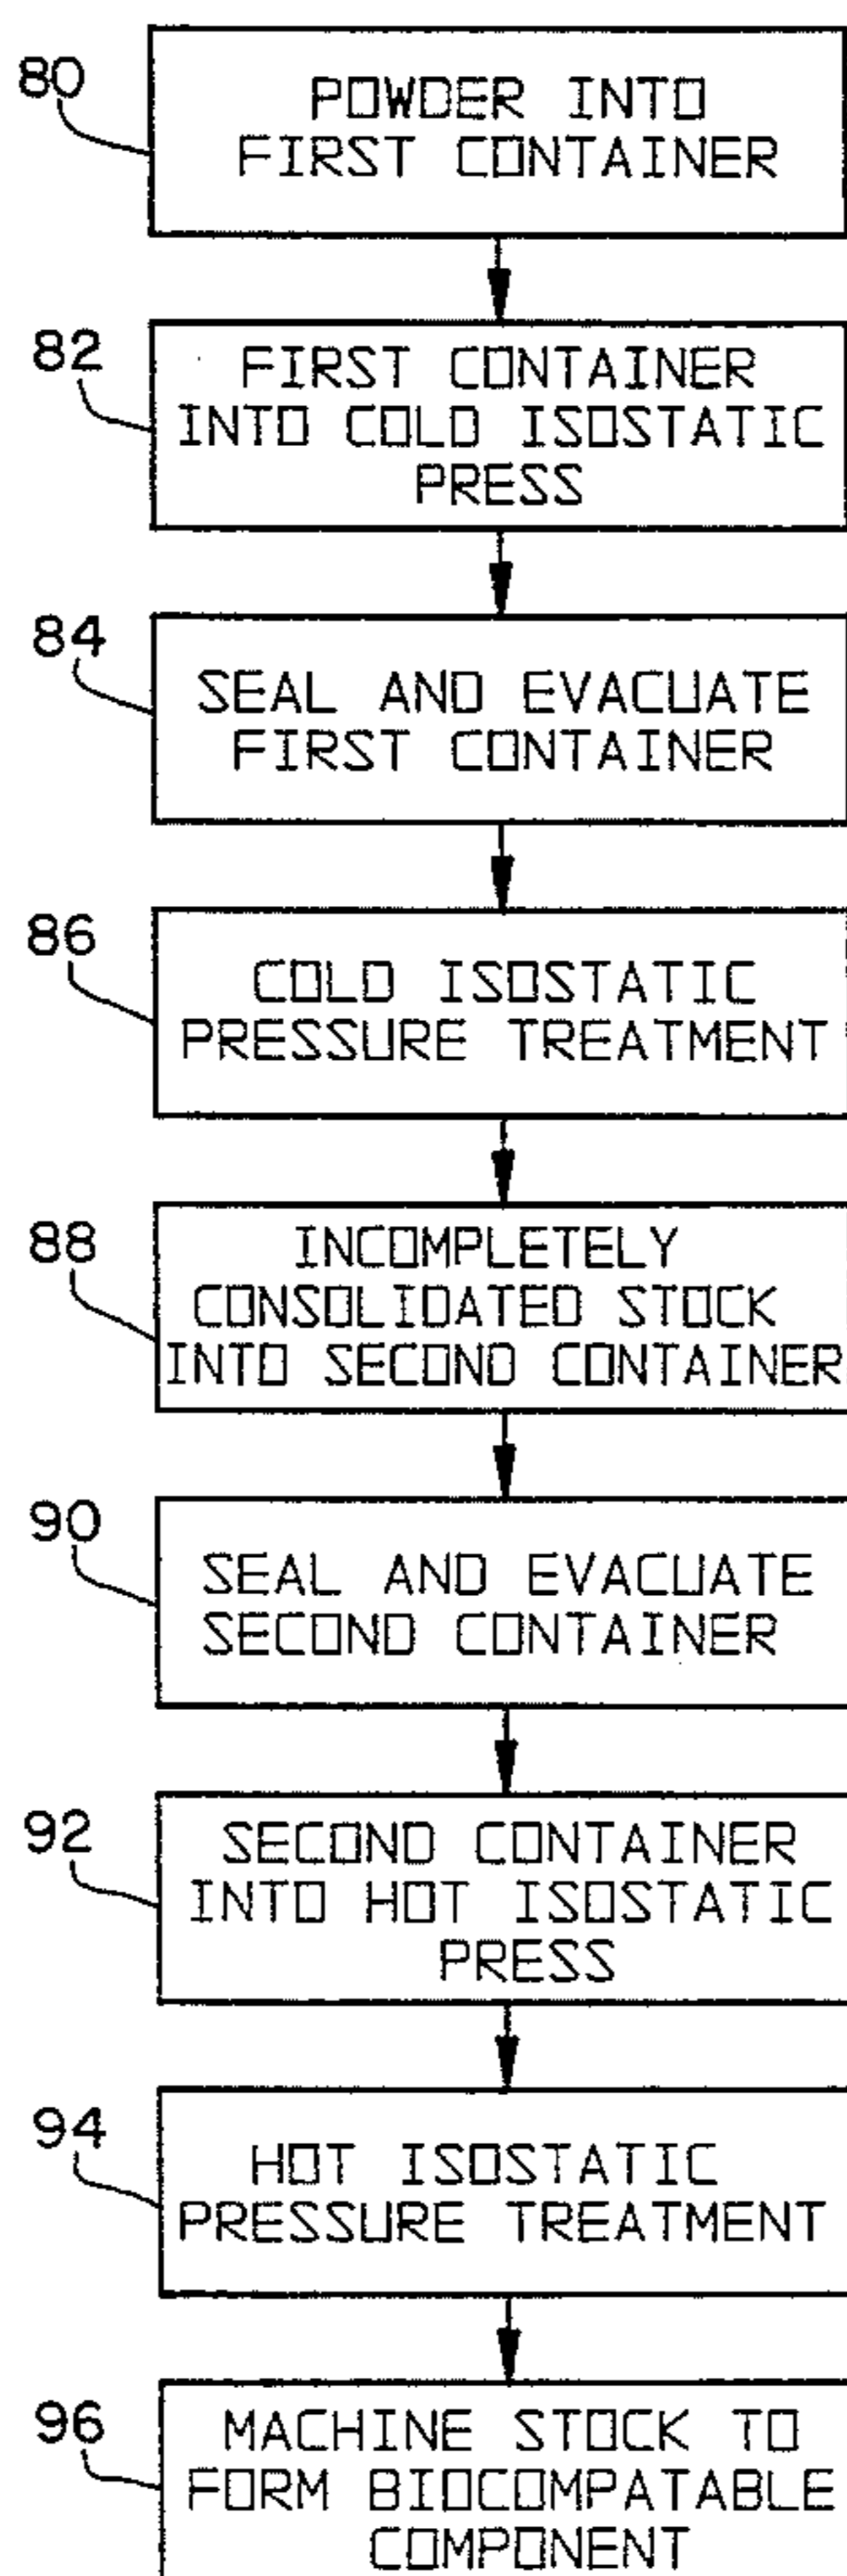 80
POWDER INTO
FIRST CONTAINER
82
FIRST CONTAINER
INTO COLD ISOSTATIC
PRESS
84
SEAL AND EVACUATE
FIRST CONTAINER
86
COLD ISOSTATIC
PRESSURE TREATMENT
88
INCOMPLETELY
CONSOLIDATED STOCK
INTO SECOND CONTAINER
90
SEAL AND EVACUATE
SECOND CONTAINER
92
SECOND CONTAINER
INTO HOT ISOSTATIC
PRESS
94
HOT ISOSTATIC
PRESSURE TREATMENT
96
MACHINE STOCK TO
FORM BIOCOMPATABLE
COMPONENT